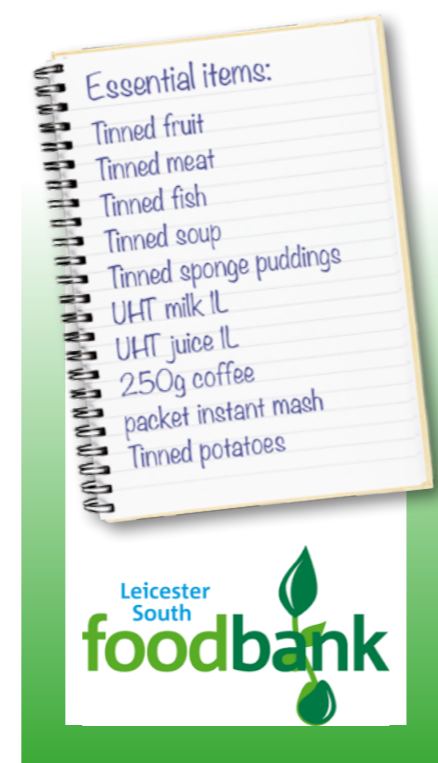 Essential items:
Tinned fruit
Tinned meat
Tinned fish
Tinned soup
Tinned sponge puddings
UHT milk 1L
UHT juice 1L
250g coffee
packet instant mash
Tinned potatoes
Leicester
South
foodbank